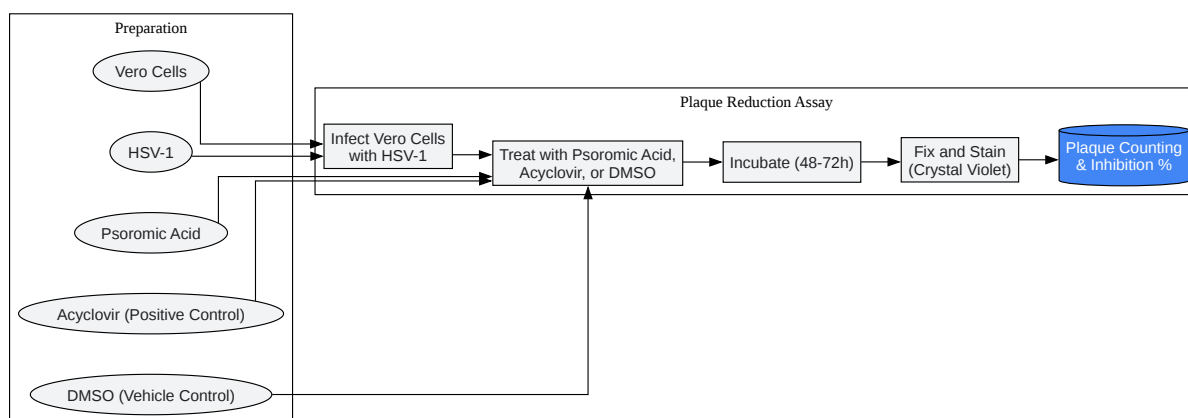 Preparation
Vero Cells
HSV-1
Psoromic Acid
Acyclovir (Positive Control)
DMSO (Vehicle Control)
Plaque Reduction Assay
Infect Vero Cells
with HSV-1
Treat with Psoromic Acid,
Acyclovir, or DMSO
Incubate (48-72h)
Fix and Stain
(Crystal Violet)
Plaque Counting
& Inhibition %